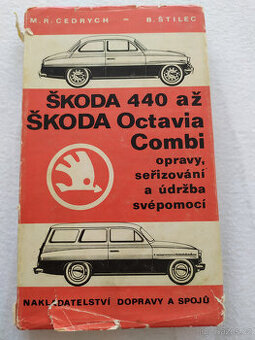 M. R. CEDRYCH – B. ŠTILEC
ŠKODA 440 až
ŠKODA Octavia
Combi
opravy,
seřizování
a údržba
svépomocí
NAKLADATELSTVÍ DOPRAVY A SPOJŮ